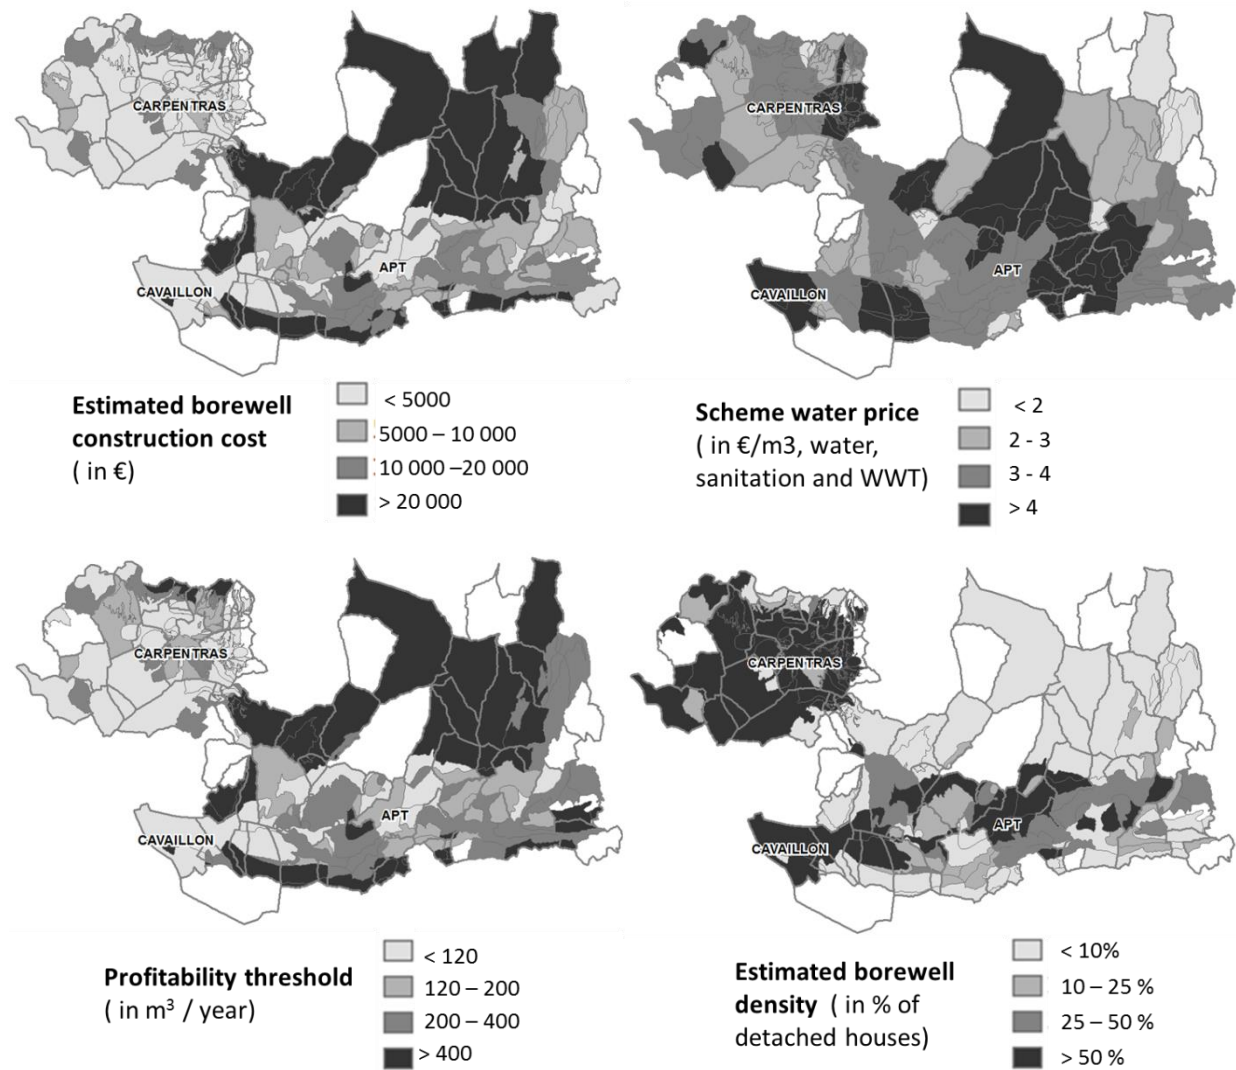 CARPENTRAS
APT
CAVAILLON
Estimated borewell
construction cost
( in €)
< 5000
5000 – 10 000
10 000 –20 000
> 20 000
CARPENTRAS
APT
CAVAILLON
Scheme water price
( in €/m3, water,
sanitation and WWT)
< 2
2 - 3
3 - 4
> 4
CARPENTRAS
APT
CAVAILLON
Profitability threshold
( in m³ / year)
< 120
120 – 200
200 – 400
> 400
CARPENTRAS
APT
CAVAILLON
Estimated borewell
density ( in % of
detached houses)
< 10%
10 – 25 %
25 – 50 %
> 50 %